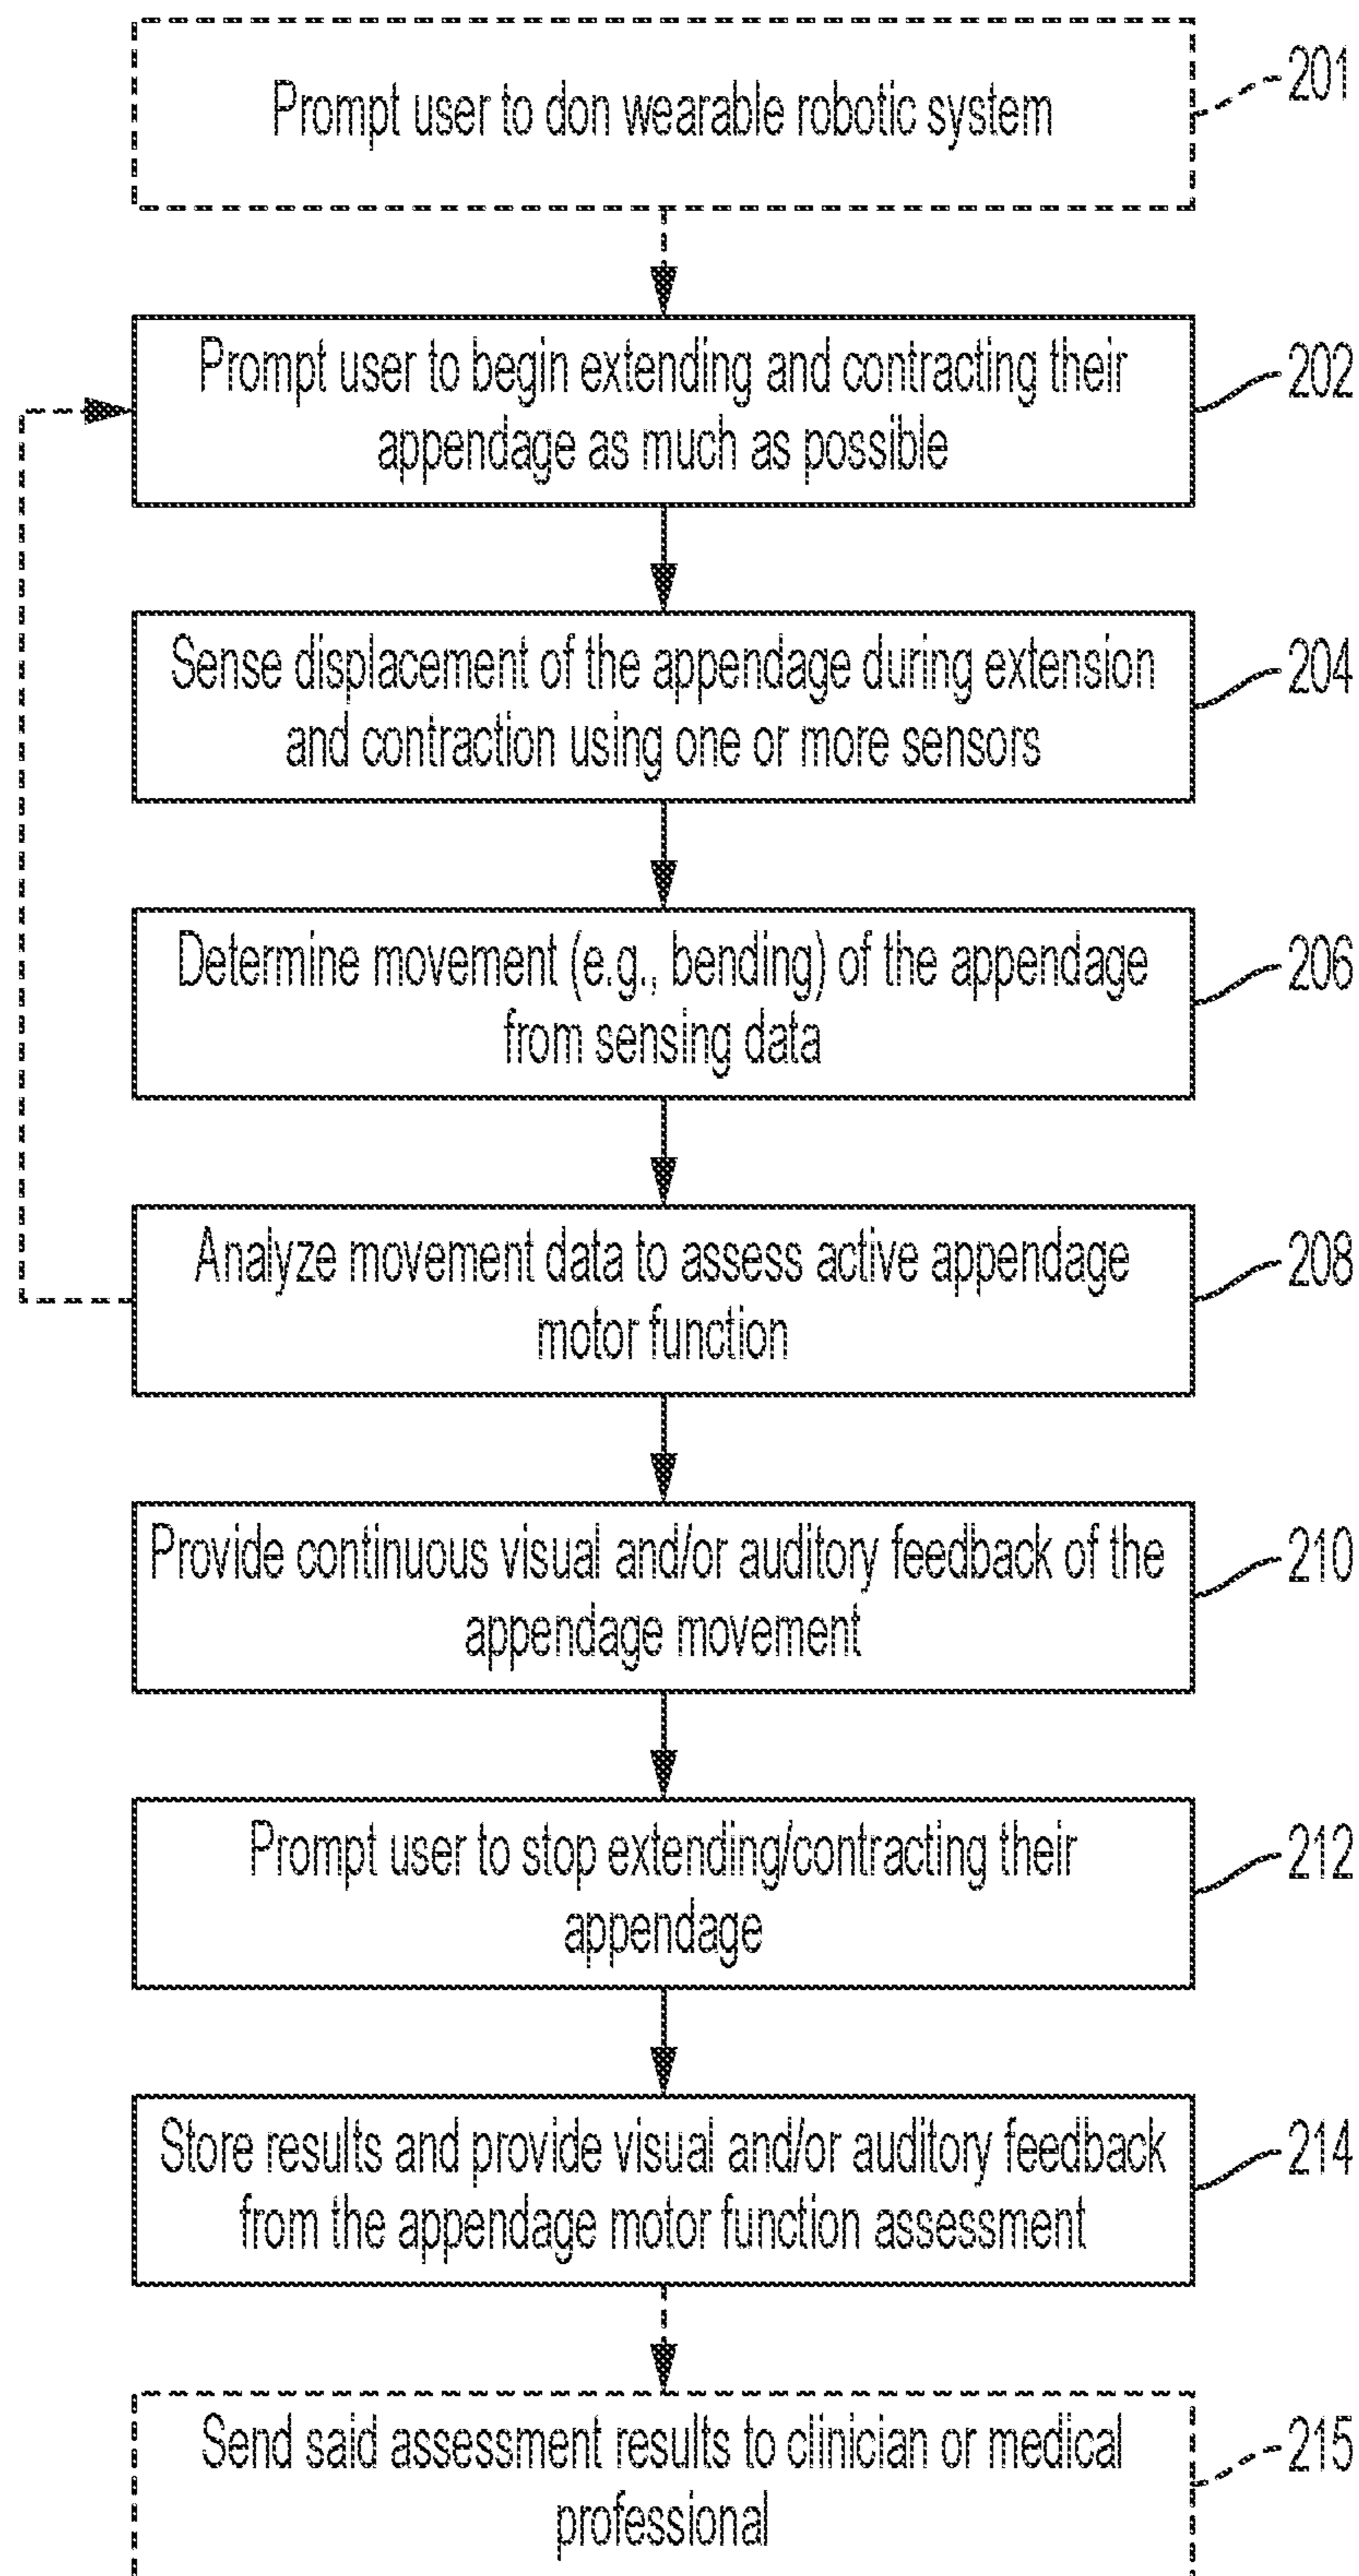 Prompt user to don wearable robotic system
201
Prompt user to begin extending and contracting their
appendage as much as possible
202
Sense displacement of the appendage during extension
and contraction using one or more sensors
204
Determine movement (e.g., bending) of the appendage
from sensing data
206
Analyze movement data to assess active appendage
motor function
208
Provide continuous visual and/or auditory feedback of the
appendage movement
210
Prompt user to stop extending/contracting their
appendage
212
Store results and provide visual and/or auditory feedback
from the appendage motor function assessment
214
Send said assessment results to clinician or medical
professional
215